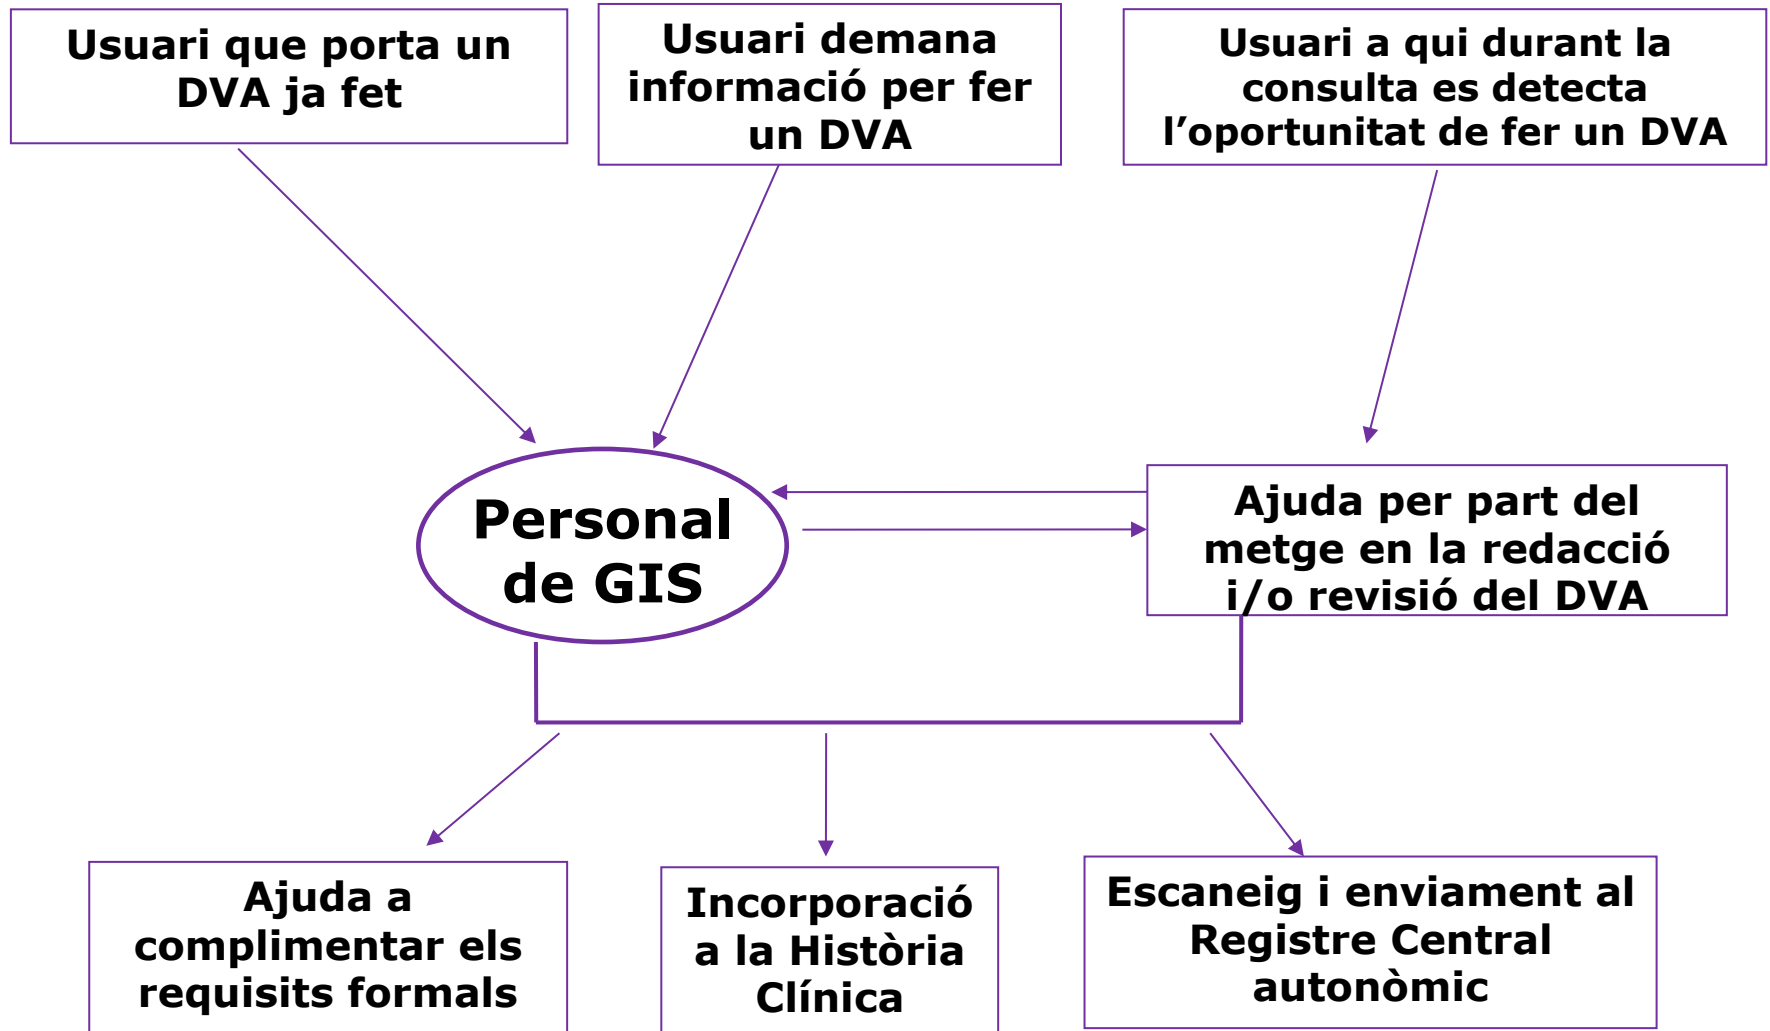 Usuari que porta un
DVA ja fet
Usuari demana
informació per fer
un DVA
Usuari a qui durant la
consulta es detecta
l’oportunitat de fer un DVA
Personal
de GIS
Ajuda per part del
metge en la redacció
i/o revisió del DVA
Ajuda a
complimentar els
requisits formals
Incorporació
a la Història
Clínica
Escaneig i enviament al
Registre Central
autonòmic